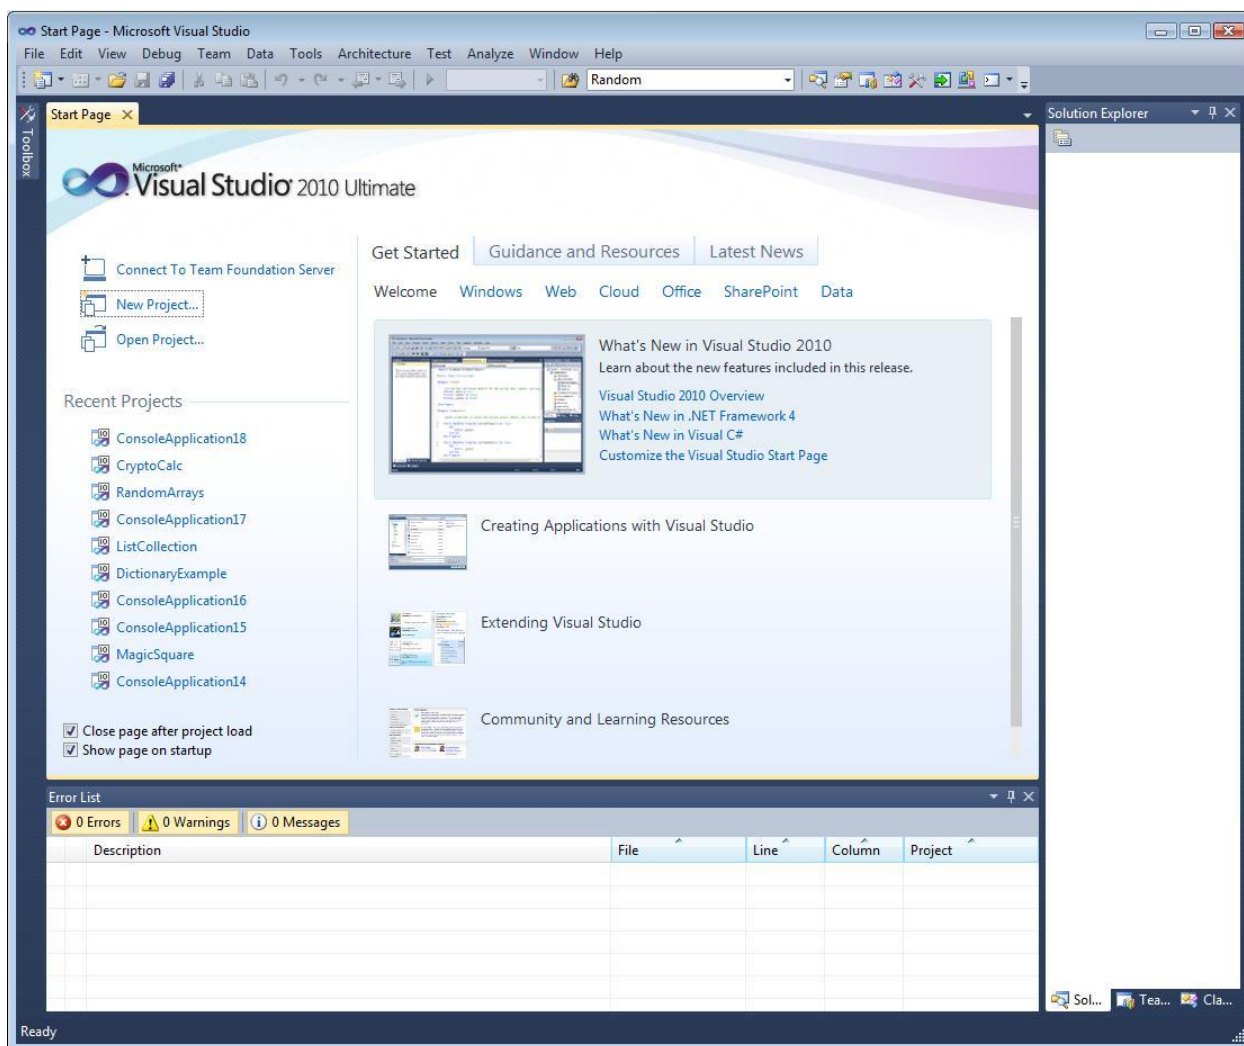 Start Page - Microsoft Visual Studio
File Edit View Debug Team Data Tools Architecture Test Analyze Window Help
Random
Toolbox
Start Page
Solution Explorer
Microsoft
Visual Studio 2010 Ultimate
Connect To Team Foundation Server
New Project...
Open Project...
Recent Projects
ConsoleApplication18
CryptoCalc
RandomArrays
ConsoleApplication17
ListCollection
DictionaryExample
ConsoleApplication16
ConsoleApplication15
MagicSquare
ConsoleApplication14
Close page after project load
Show page on startup
Get Started Guidance and Resources Latest News
Welcome Windows Web Cloud Office SharePoint Data
What's New in Visual Studio 2010
Learn about the new features included in this release.
Visual Studio 2010 Overview
What's New in .NET Framework 4
What's New in Visual C#
Customize the Visual Studio Start Page
Creating Applications with Visual Studio
Extending Visual Studio
Community and Learning Resources
Error List
0 Errors 0 Warnings 0 Messages
Description File Line Column Project
Sol... Tea... Cla...
Ready